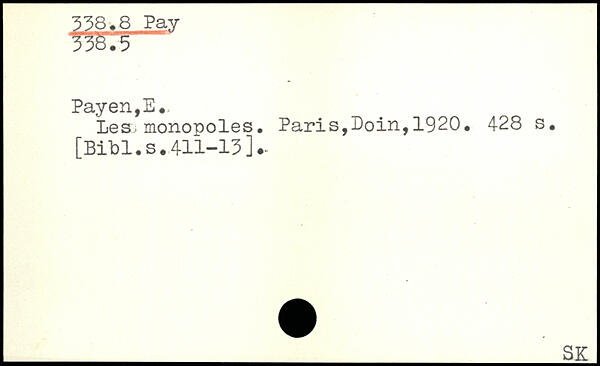 338.8 Pay
338.5
Payen,E.
Les monopoles. Paris,Doin,1920. 428 s.
[Bibl.s.411-13].
SK